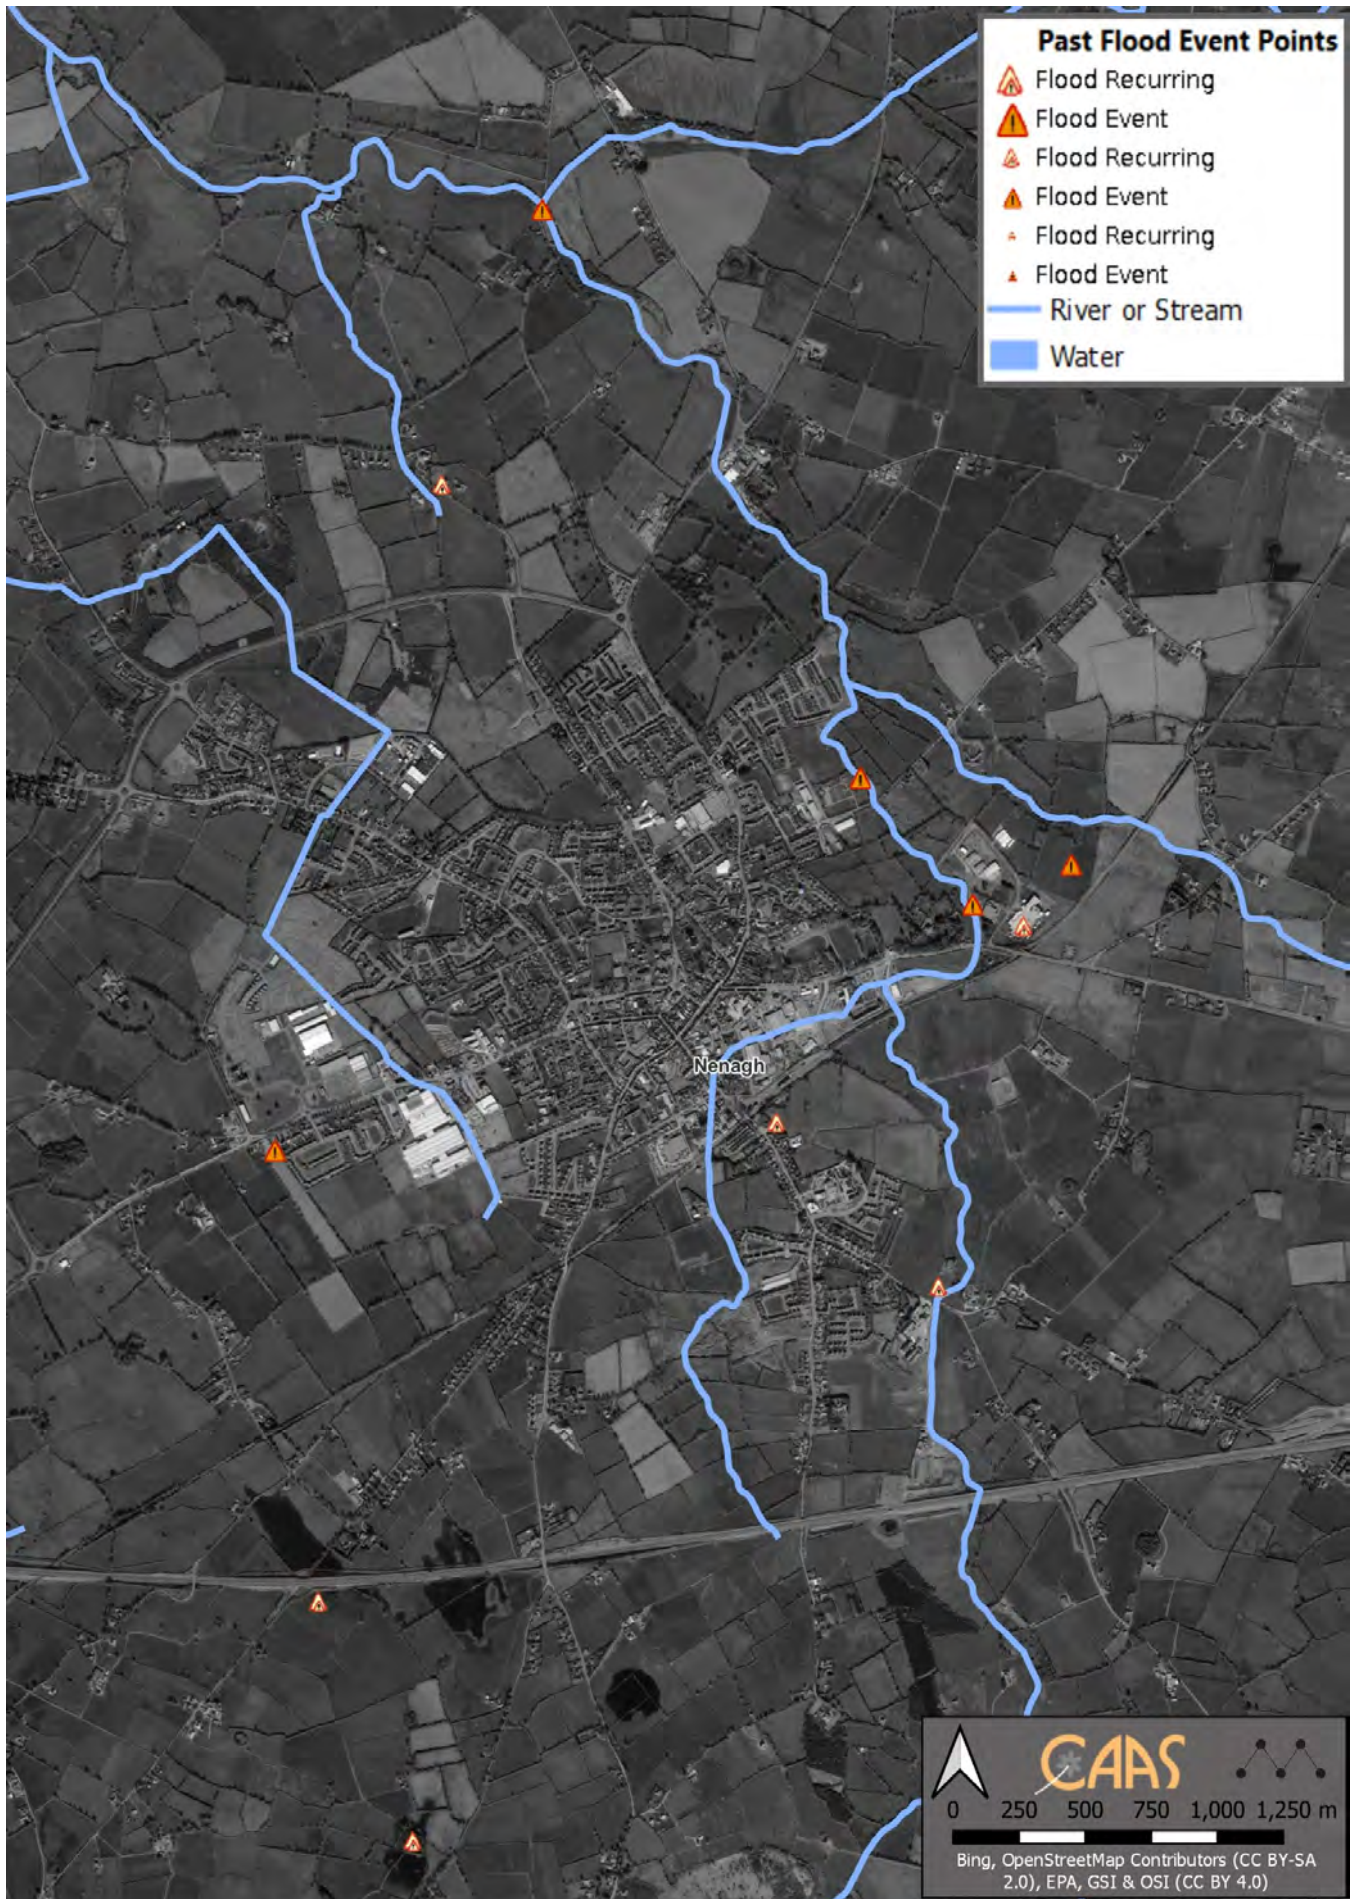 Past Flood Event Points
Flood Recurring
Flood Event
Flood Recurring
Flood Event
Flood Recurring
Flood Event
River or Stream
Water
Nenagh
CAAS
0 250 500 750 1,000 1,250 m
Bing, OpenStreetMap Contributors (CC BY-SA
2.0), EPA, GSI & OSI (CC BY 4.0)